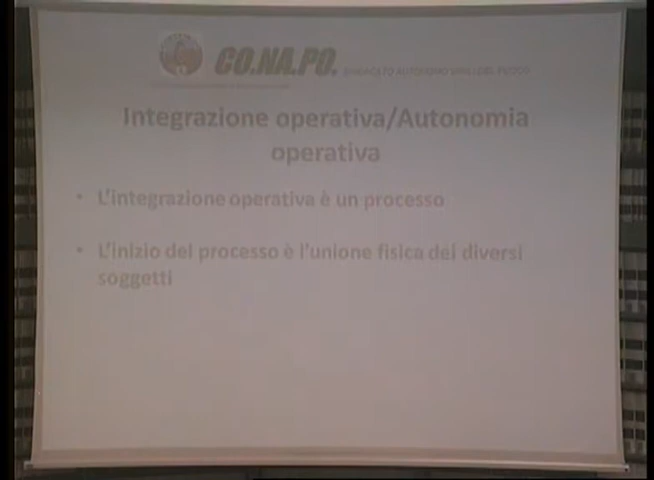 CO.NA.PO. SINDACATO AUTONOMO VIGILI DEL FUOCO
Integrazione operativa/Autonomia
operativa
• L'integrazione operativa è un processo
• L'inizio del processo è l'unione fisica dei diversi
soggetti